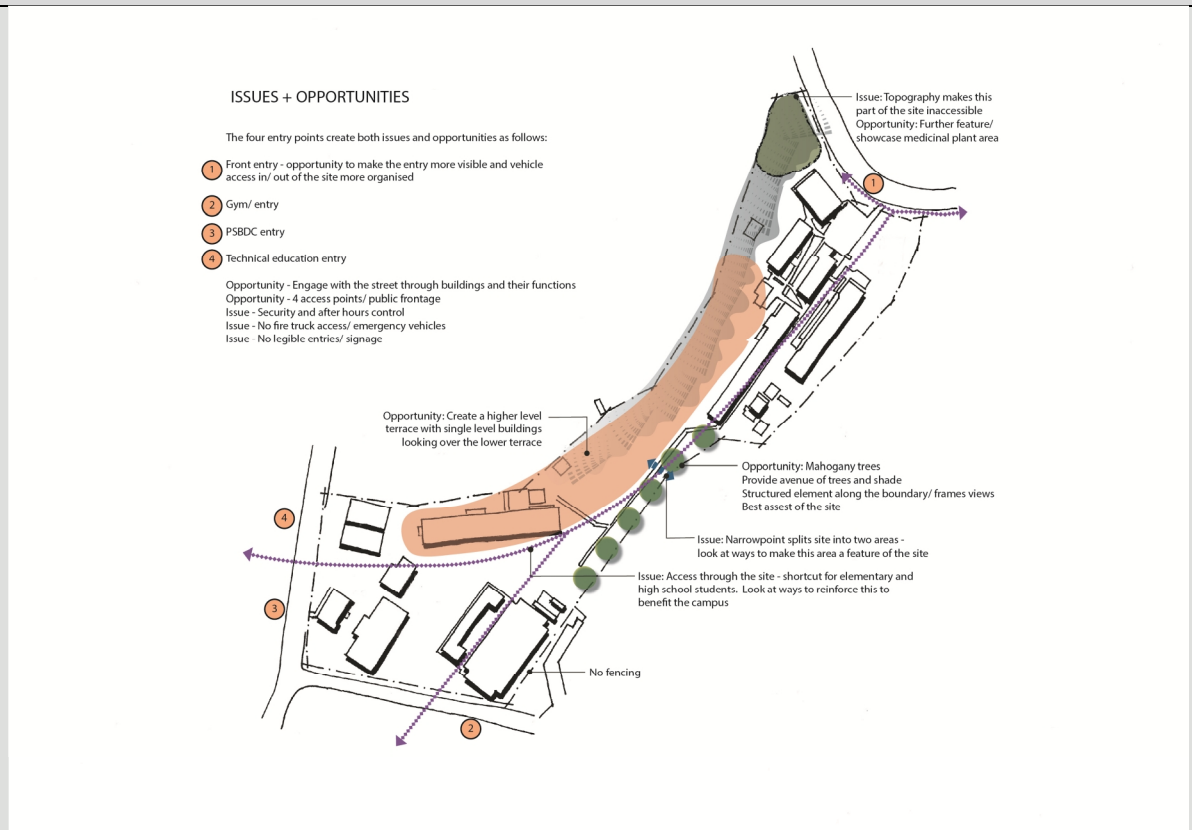 ISSUES + OPPORTUNITIES
The four entry points create both issues and opportunities as follows:
1 Front entry - opportunity to make the entry more visible and vehicle
access in/ out of the site more organised
2 Gym/ entry
3 PSBDC entry
4 Technical education entry
Opportunity - Engage with the street through buildings and their functions
Opportunity - 4 access points/ public frontage
Issue - Security and after hours control
Issue - No fire truck access/ emergency vehicles
Issue - No legible entries/ signage
Issue: Topography makes this
part of the site inaccessible
Opportunity: Further feature/
showcase medicinal plant area
1
Opportunity: Create a higher level
terrace with single level buildings
looking over the lower terrace
Opportunity: Mahogany trees
Provide avenue of trees and shade
Structured element along the boundary/ frames views
Best assest of the site
4
Issue: Narrowpoint splits site into two areas -
look at ways to make this area a feature of the site
Issue: Access through the site - shortcut for elementary and
high school students. Look at ways to reinforce this to
benefit the campus
3
No fencing
2